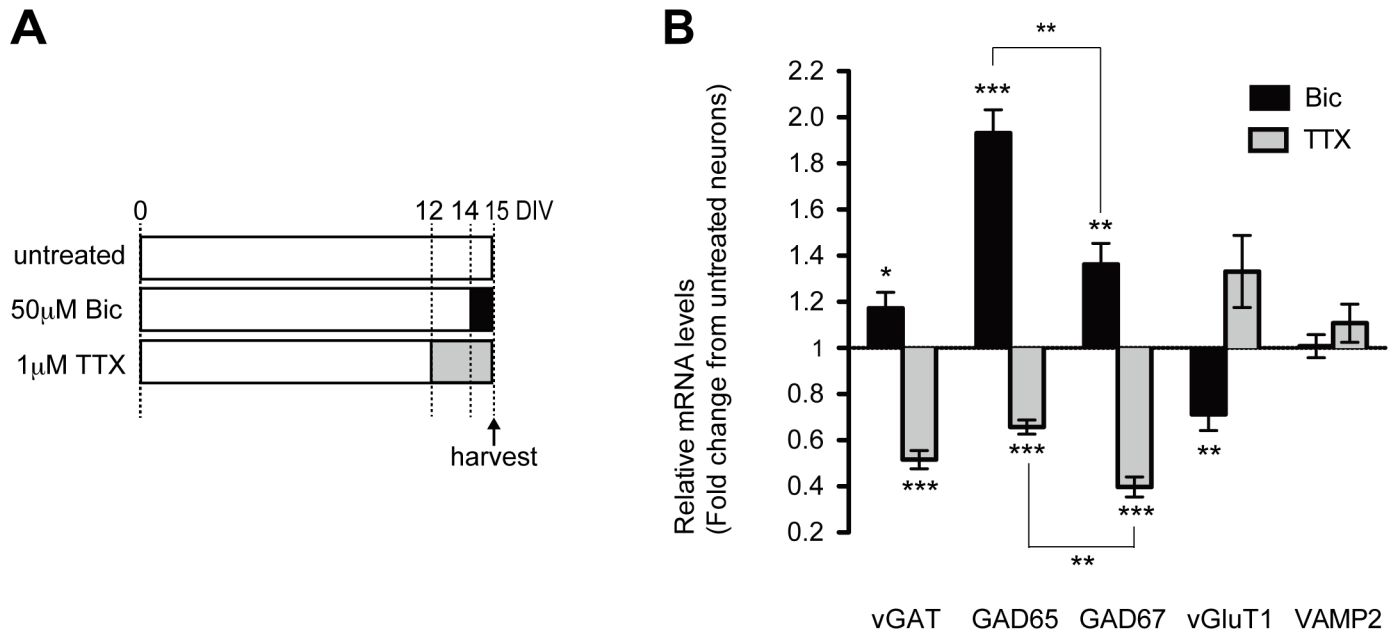 A
0 12 14 15 DIV
untreated
50μM Bic
1μM TTX
harvest
B
Relative mRNA levels
(Fold change from untreated neurons)
2.2
2.0
1.8
1.6
1.4
1.2
1
0.8
0.6
0.4
0.2
**
***
**
*
Bic
TTX
***
***
***
**
**
vGAT GAD65 GAD67 vGluT1 VAMP2